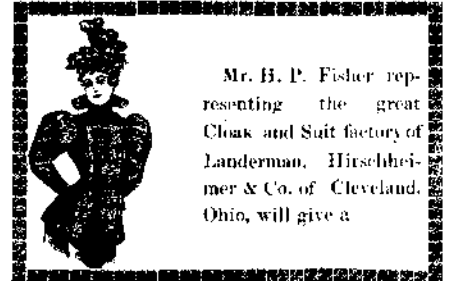 Mr. H. P. Fisher rep-
resenting the great
Cloak and Suit factory of
Landerman, Hirschhei-
mer & Co. of Cleveland,
Ohio, will give a